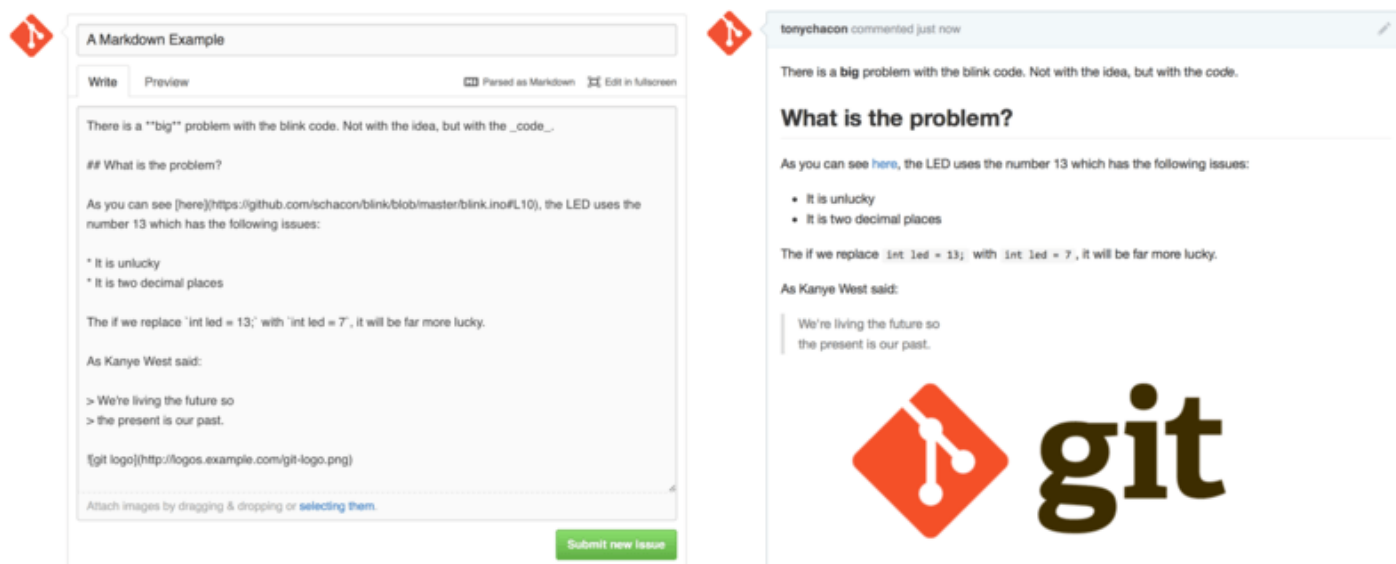 A Markdown Example
Write Preview Parsed as Markdown Edit in fullscreen
There is a **big** problem with the blink code. Not with the idea, but with the _code_.
## What is the problem?
As you can see [here](https://github.com/schacon/blink/blob/master/blink.ino#L10), the LED uses the
number 13 which has the following issues:
* It is unlucky
* It is two decimal places
The if we replace `int led = 13;` with `int led = 7`, it will be far more lucky.
As Kanye West said:
> We're living the future so
> the present is our past.
![git logo](http://logos.example.com/git-logo.png)
Attach images by dragging & dropping or selecting them.
Submit new issue
tonychacon commented just now
There is a big problem with the blink code. Not with the idea, but with the code.
What is the problem?
As you can see here, the LED uses the number 13 which has the following issues:
• It is unlucky
• It is two decimal places
The if we replace int led = 13; with int led = 7 , it will be far more lucky.
As Kanye West said:
We're living the future so
the present is our past.
git